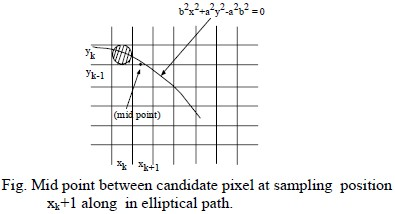 b²x²+a²y²-a²b² = 0
yₖ
yₖ-1
(mid point)
xₖ xₖ+1
Fig. Mid point between candidate pixel at sampling position
xₖ+1 along in elliptical path.